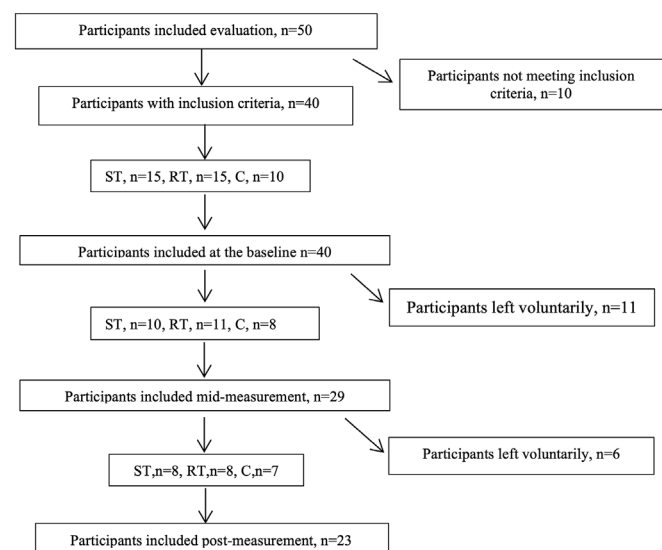 Participants included evaluation, n=50
Participants not meeting inclusion
criteria, n=10
Participants with inclusion criteria, n=40
ST, n=15, RT, n=15, C, n=10
Participants included at the baseline n=40
Participants left voluntarily, n=11
ST, n=10, RT, n=11, C, n=8
Participants included mid-measurement, n=29
Participants left voluntarily, n=6
ST,n=8, RT,n=8, C,n=7
Participants included post-measurement, n=23